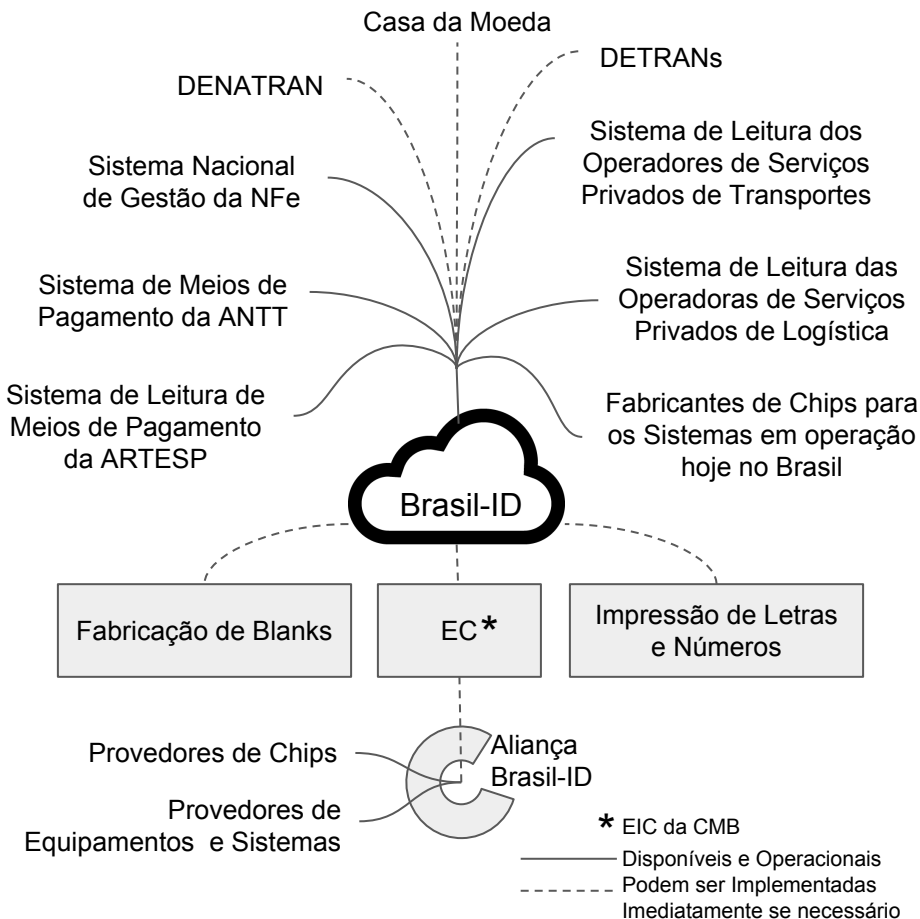 Casa da Moeda
DENATRAN
DETRANs
Sistema Nacional
de Gestão da NFe
Sistema de Leitura dos
Operadores de Serviços
Privados de Transportes
Sistema de Meios de
Pagamento da ANTT
Sistema de Leitura das
Operadoras de Serviços
Privados de Logística
Sistema de Leitura de
Meios de Pagamento
da ARTESP
Fabricantes de Chips para
os Sistemas em operação
hoje no Brasil
Brasil-ID
Fabricação de Blanks
EC*
Impressão de Letras
e Números
Provedores de Chips
Aliança
Brasil-ID
Provedores de
Equipamentos e Sistemas
* EIC da CMB
Disponíveis e Operacionais
Podem ser Implementadas
Imediatamente se necessário